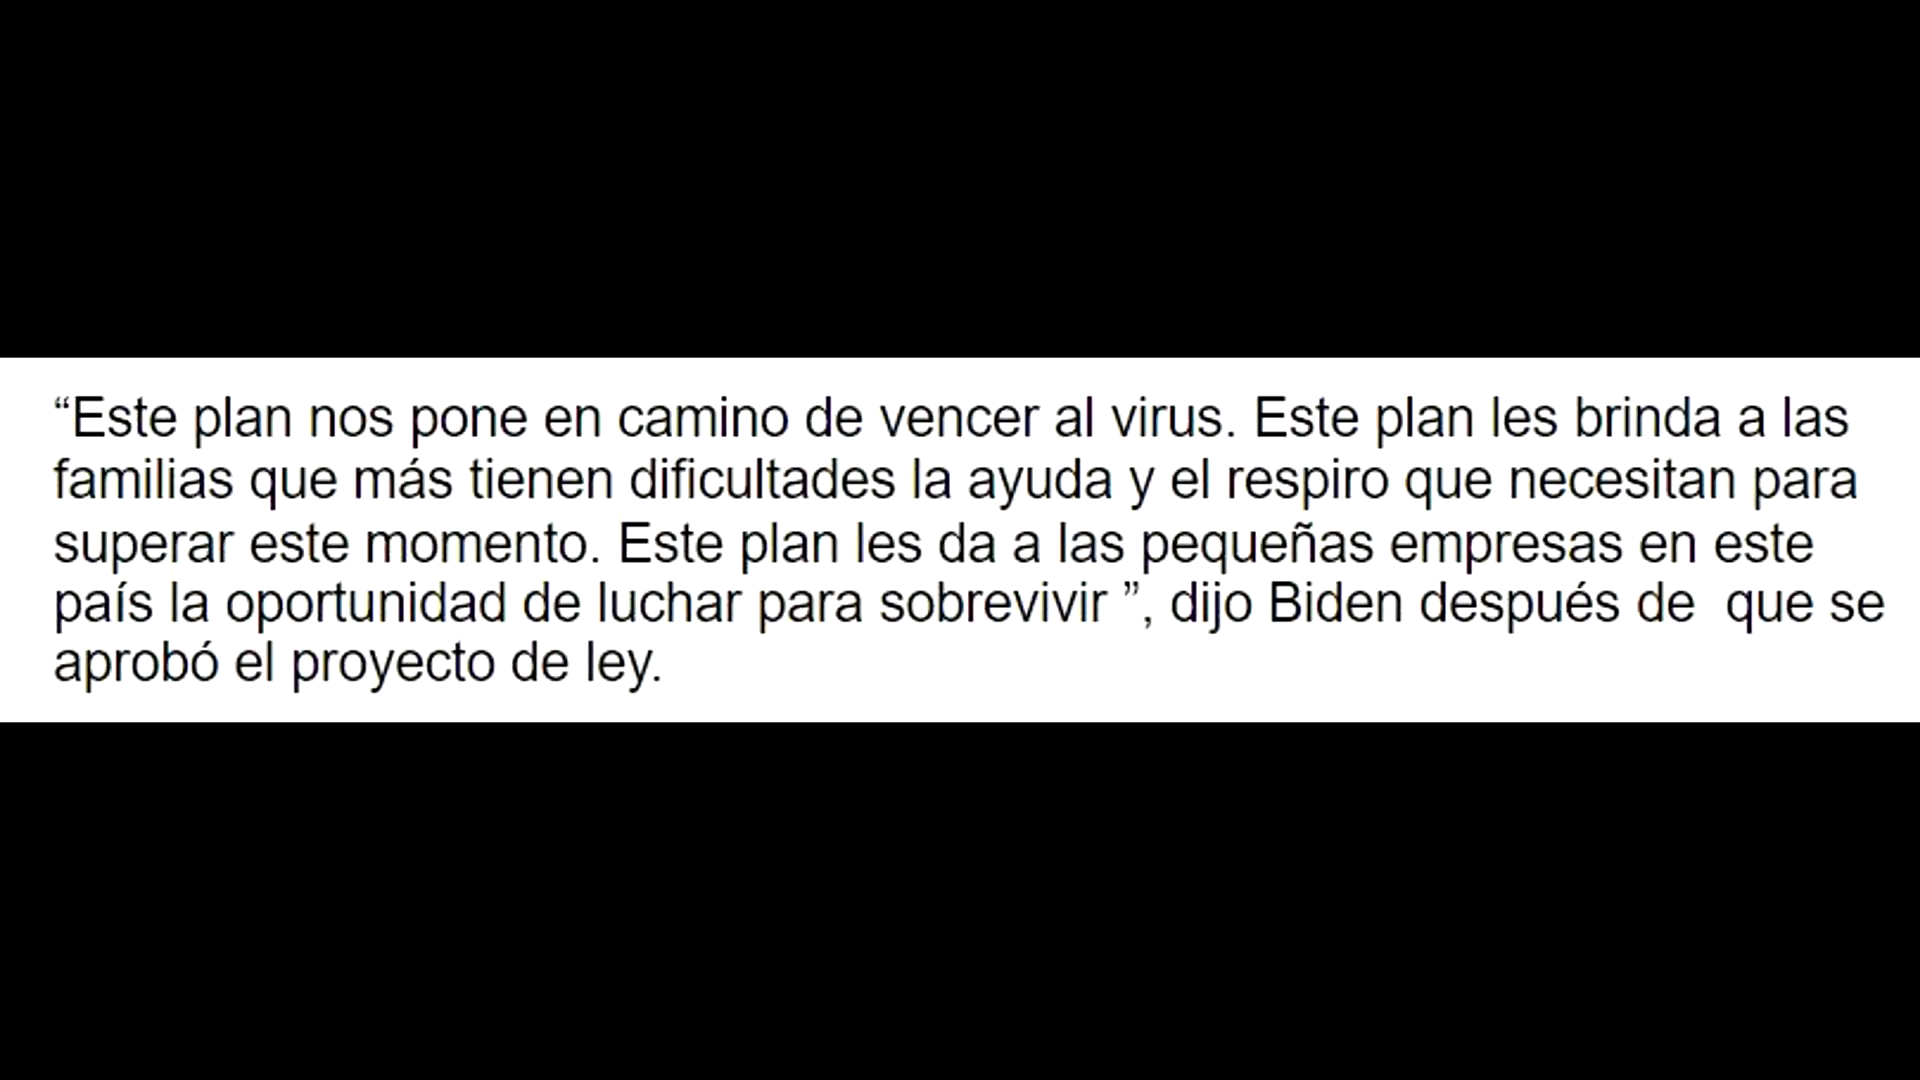 “Este plan nos pone en camino de vencer al virus. Este plan les brinda a las
familias que más tienen dificultades la ayuda y el respiro que necesitan para
superar este momento. Este plan les da a las pequeñas empresas en este
país la oportunidad de luchar para sobrevivir ”, dijo Biden después de  que se
aprobó el proyecto de ley.